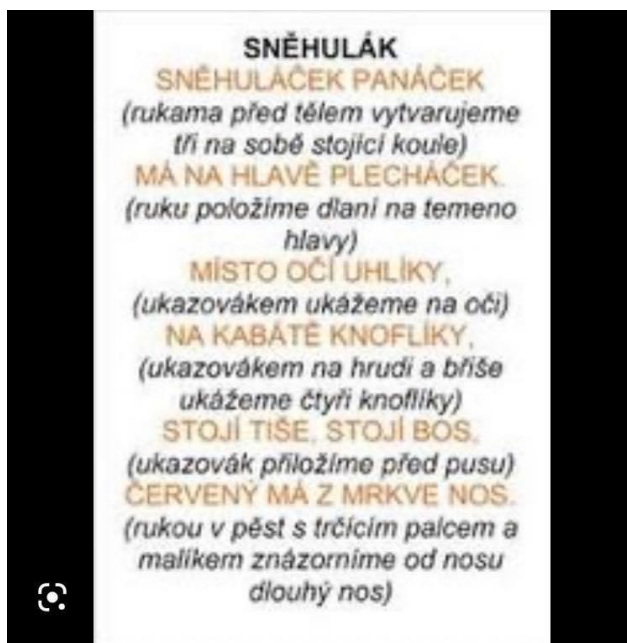 SNĚHULÁK
SNĚHULÁČEK PANÁČEK
(rukama před tělem vytvarujeme
tři na sobě stojící koule)
MÁ NA HLAVĚ PLECHÁČEK.
(ruku položíme dlaní na temeno
hlavy)
MÍSTO OČÍ UHLÍKY,
(ukazovákem ukážeme na oči)
NA KABÁTĚ KNOFLÍKY,
(ukazovákem na hrudi a břiše
ukážeme čtyři knoflíky)
STOJÍ TIŠE, STOJÍ BOS,
(ukazovák přiložíme před pusu)
ČERVENÝ MÁ Z MRKVE NOS.
(rukou v pěst s trčícím palcem a
malíkem znázorníme od nosu
dlouhý nos)